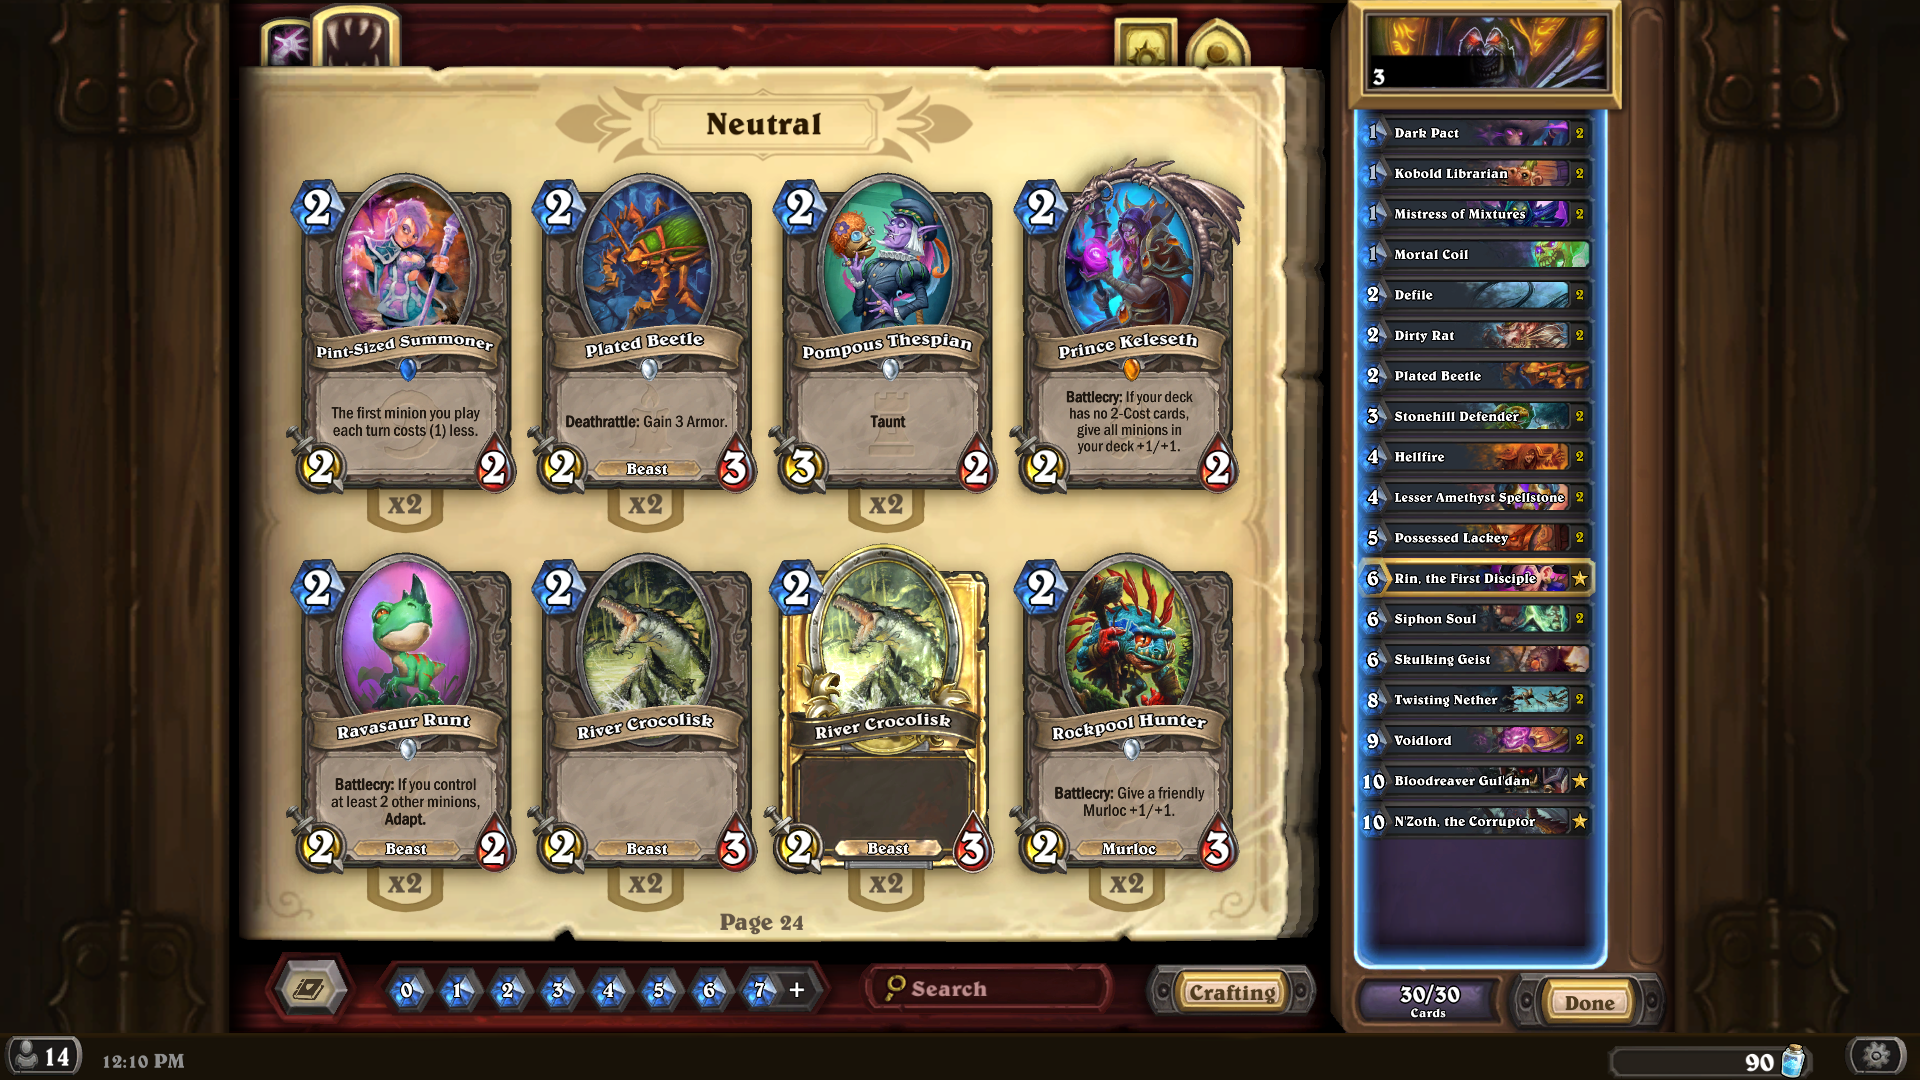 3
Neutral
2
2
2
2
Pint-Sized Summoner
Plated Beetle
Pompous Thespian
Prince Keleseth
The first minion you play
each turn costs (1) less.
Deathrattle: Gain 3 Armor.
Taunt
Battlecry: If your deck
has no 2-Cost cards,
give all minions in
your deck +1/+1.
2
2
2
Beast
3
3
2
2
2
x2
x2
x2
2
2
2
2
Ravasaur Runt
River Crocolisk
River Crocolisk
Rockpool Hunter
Battlecry: If you control
at least 2 other minions,
Adapt.
Battlecry: Give a friendly
Murloc +1/+1.
2
Beast
2
2
Beast
3
2
Beast
3
2
Murloc
3
x2
x2
x2
x2
Page 24
0
1
2
3
4
5
6
7
+
Search
Crafting
1 Dark Pact 2
1 Kobold Librarian 2
1 Mistress of Mixtures 2
1 Mortal Coil
2 Defile 2
2 Dirty Rat 2
2 Plated Beetle
3 Stonehill Defender 2
4 Hellfire 2
4 Lesser Amethyst Spellstone 2
5 Possessed Lackey 2
6 Rin, the First Disciple
6 Siphon Soul 2
6 Skulking Geist
8 Twisting Nether 2
9 Voidlord 2
10 Bloodreaver Gul'dan
10 N'Zoth, the Corruptor
30/30
Cards
Done
14
12:10 PM
90